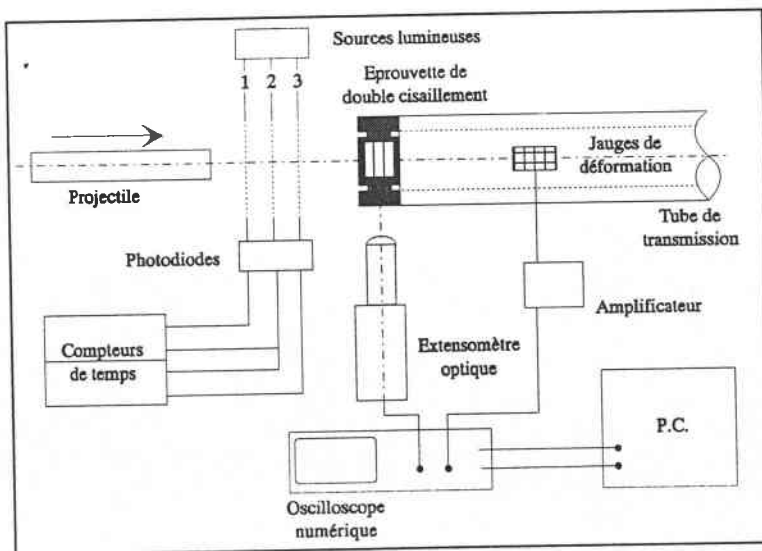 Sources lumineuses
1 2 3
Eprouvette de
double cisaillement
Projectile
Jauges de
déformation
Tube de
transmission
Photodiodes
Amplificateur
Compteurs
de temps
Extensomètre
optique
P.C.
Oscilloscope
numérique